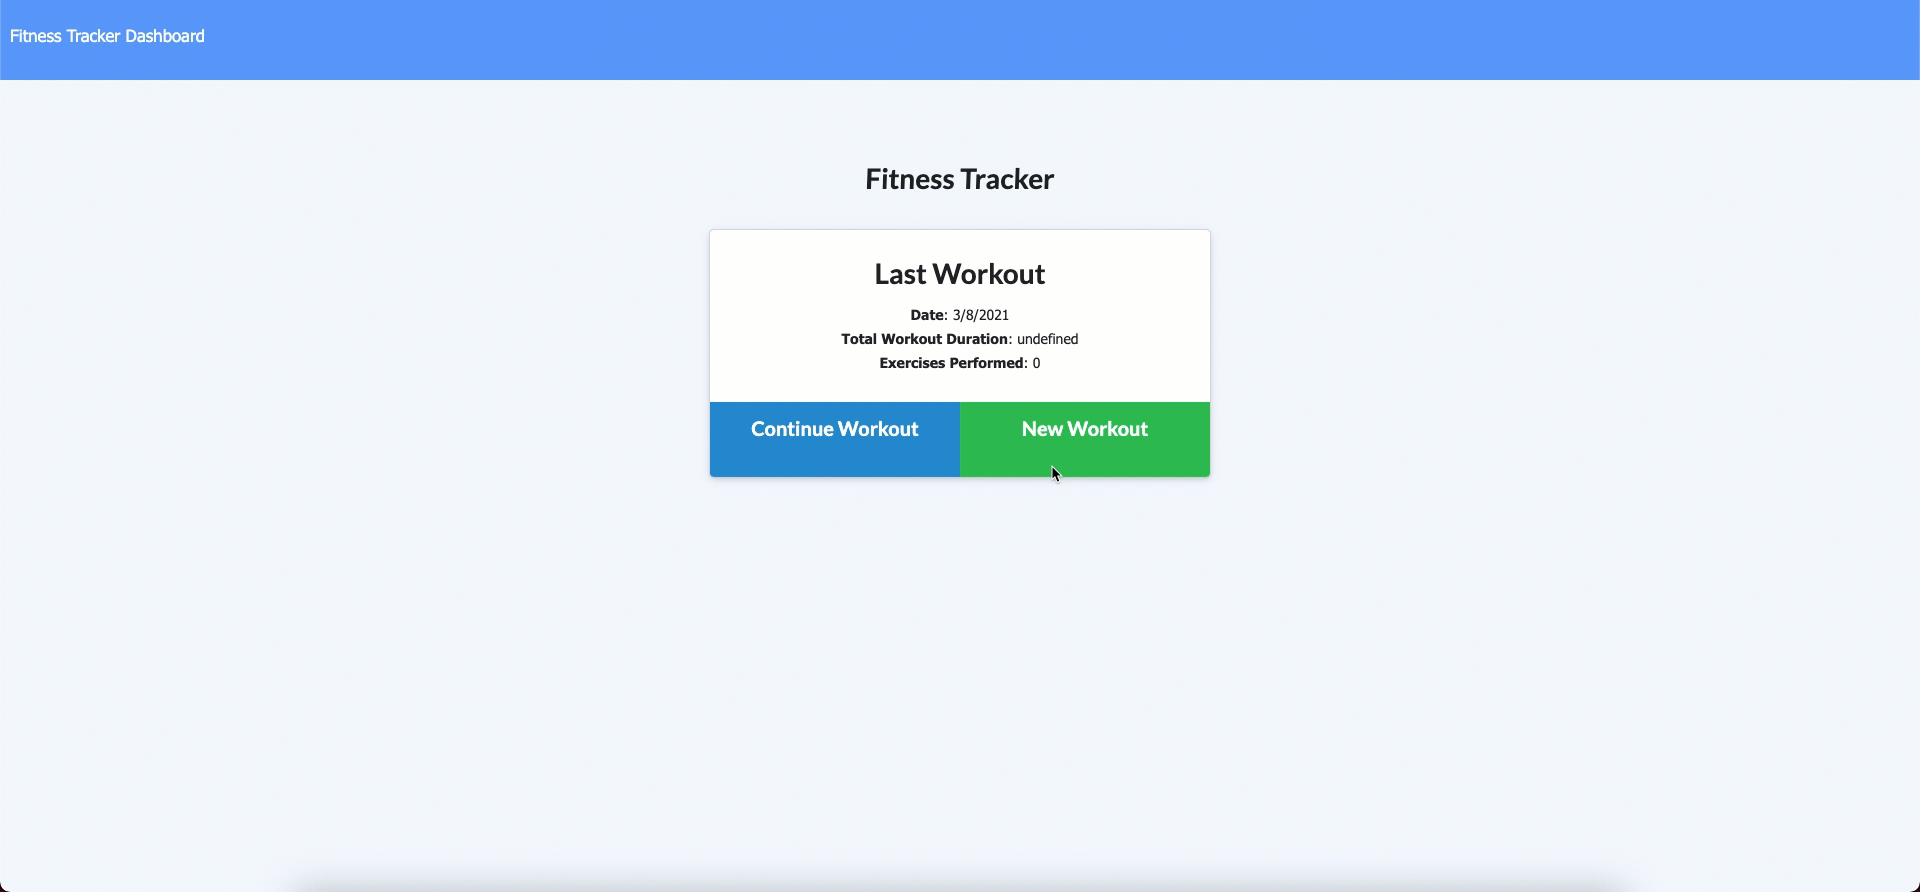 Fitness Tracker Dashboard
Fitness Tracker
Last Workout
Date: 3/8/2021
Total Workout Duration: undefined
Exercises Performed: 0
Continue Workout
New Workout